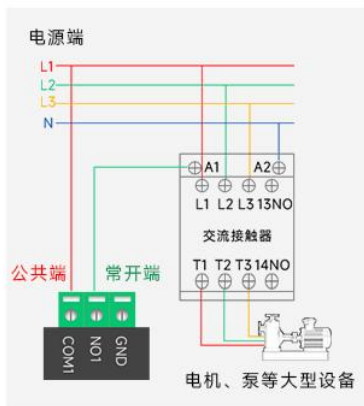 电源端
L1
L2
L3
N
A1 A2
L1 L2 L3 13NO
交流接触器
公共端 常开端
T1 T2 T3 14NO
COM1 NO1 GND
电机、泵等大型设备